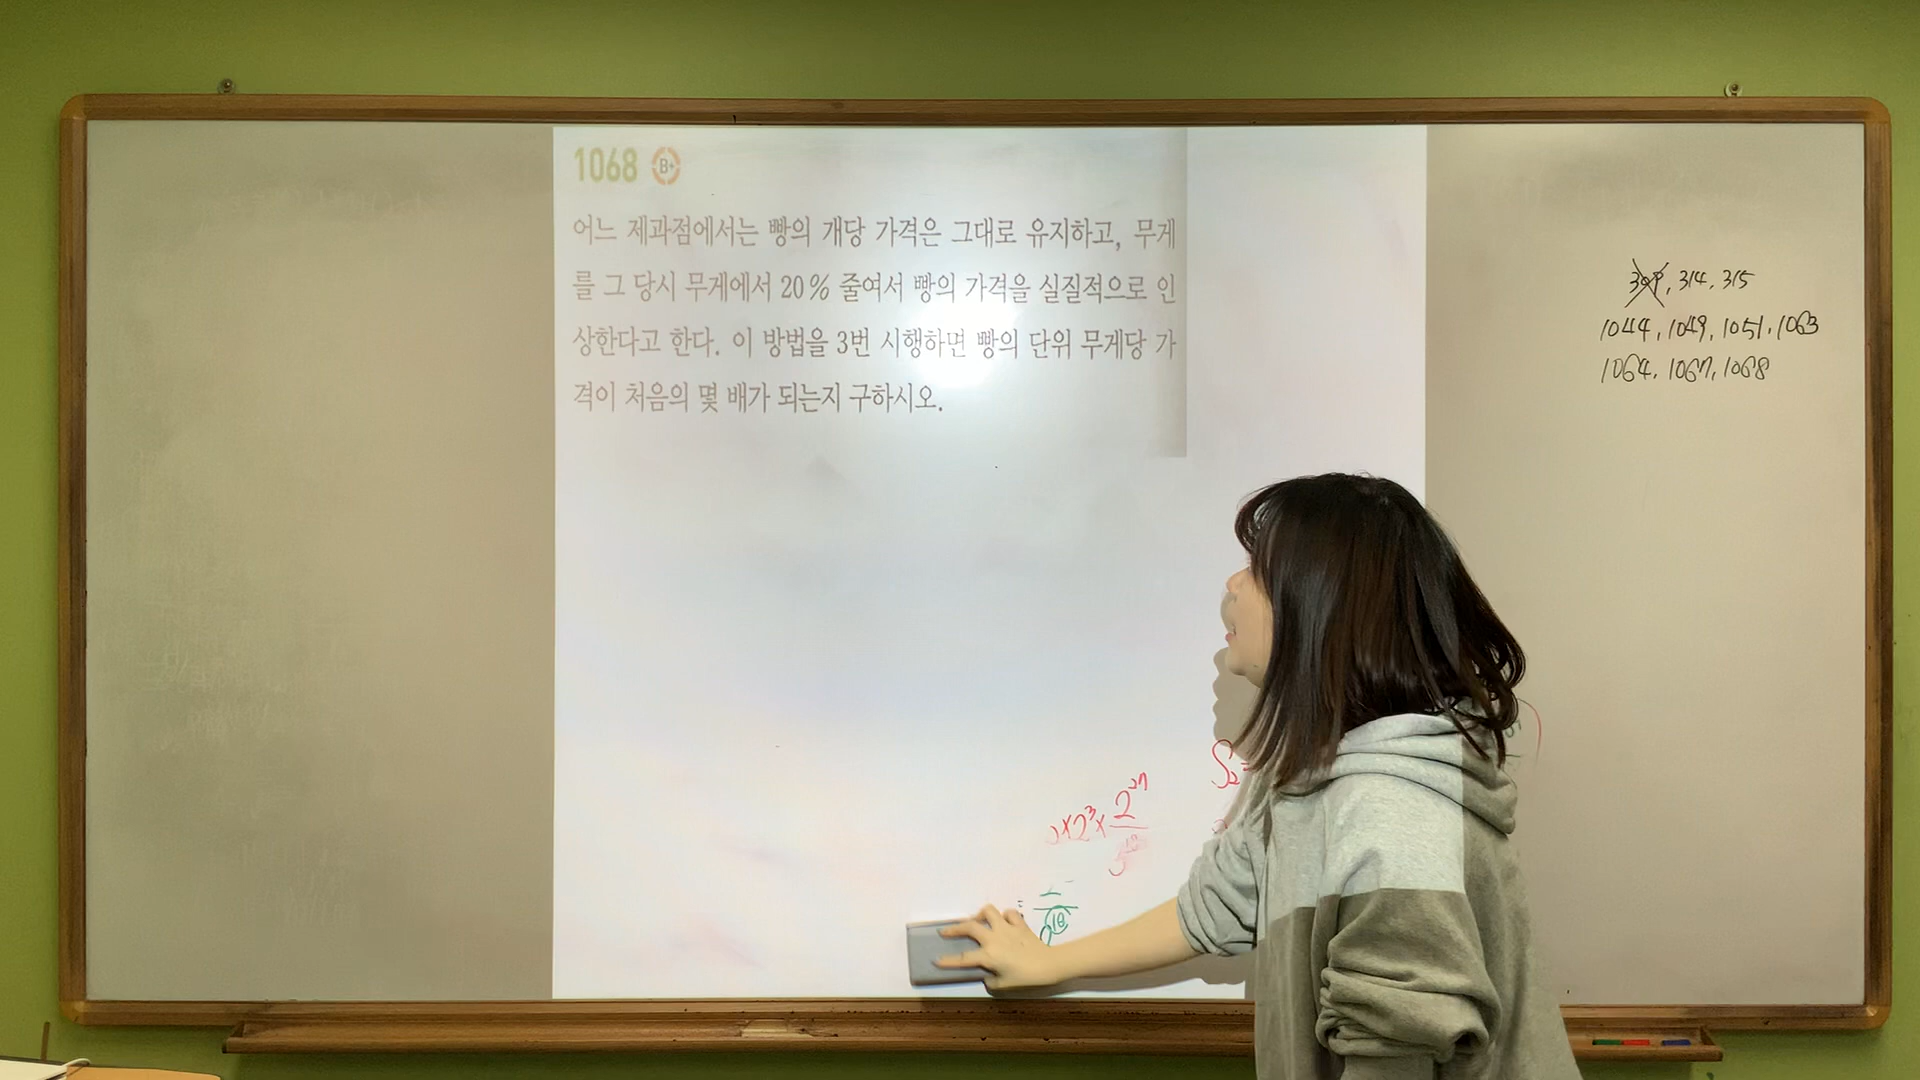 1068 B+
어느 제과점에서는 빵의 개당 가격은 그대로 유지하고, 무게
를 그 당시 무게에서 20% 줄여서 빵의 가격을 실질적으로 인
상한다고 한다. 이 방법을 3번 시행하면 빵의 단위 무게당 가
격이 처음의 몇 배가 되는지 구하시오.
314, 315
1044, 1049, 1051, 1063
1064, 1067, 1068